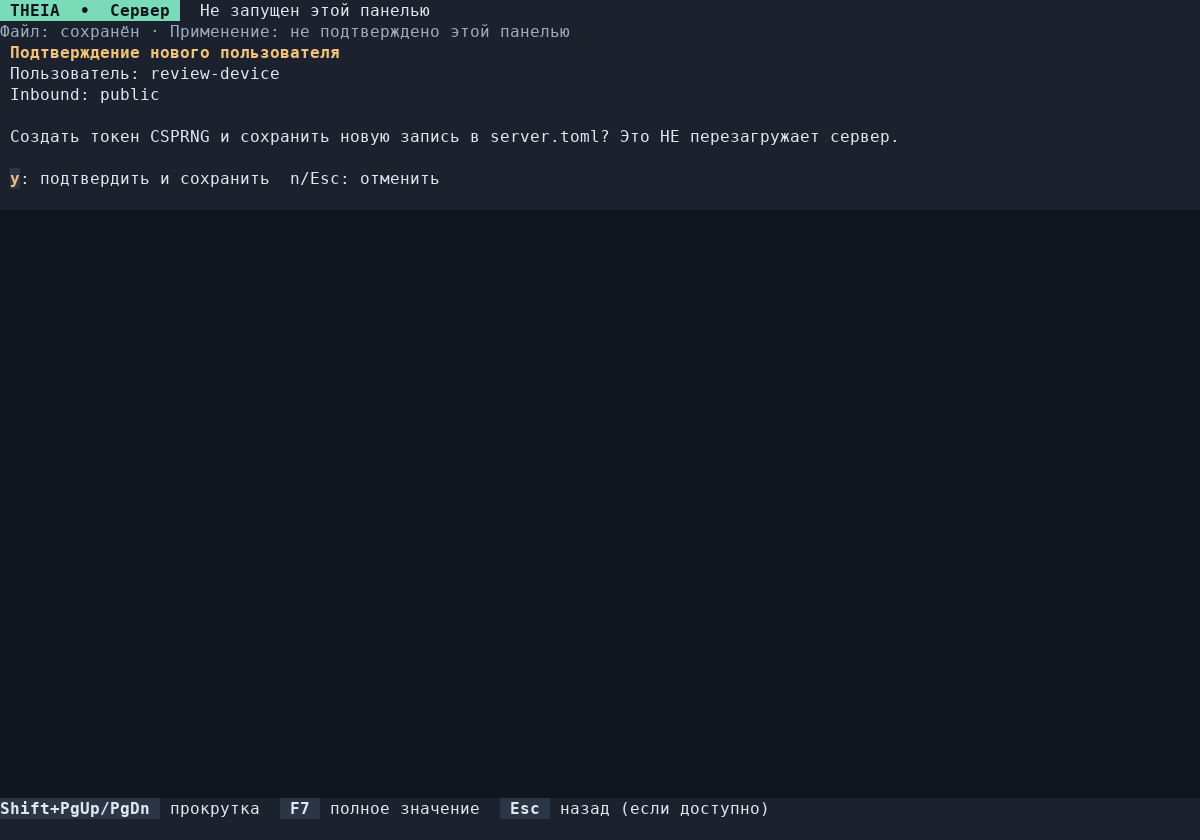 THEIA • Сервер Не запущен этой панелью
Файл: сохранён · Применение: не подтверждено этой панелью
Подтверждение нового пользователя
Пользователь: review-device
Inbound: public
Создать токен CSPRNG и сохранить новую запись в server.toml? Это НЕ перезагружает сервер.
y: подтвердить и сохранить n/Esc: отменить
Shift+PgUp/PgDn прокрутка F7 полное значение Esc назад (если доступно)